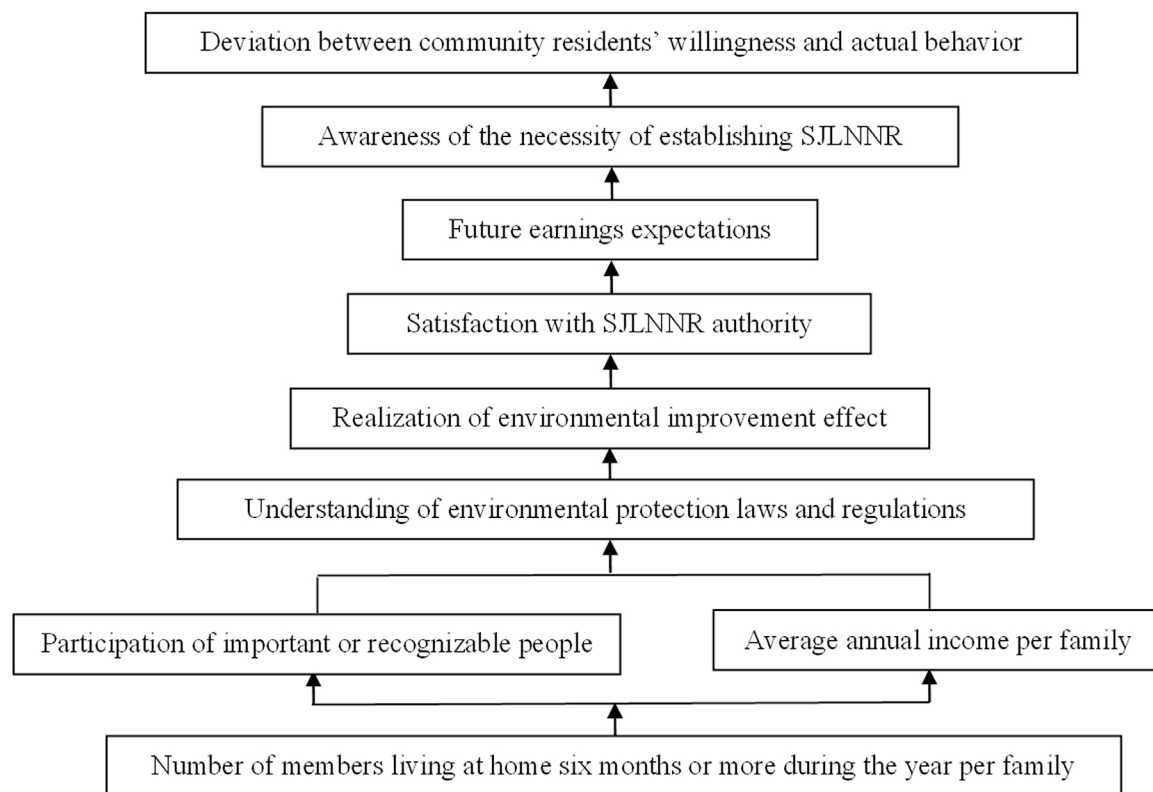 Deviation between community residents’ willingness and actual behavior
Awareness of the necessity of establishing SJLNNR
Future earnings expectations
Satisfaction with SJLNNR authority
Realization of environmental improvement effect
Understanding of environmental protection laws and regulations
Participation of important or recognizable people
Average annual income per family
Number of members living at home six months or more during the year per family